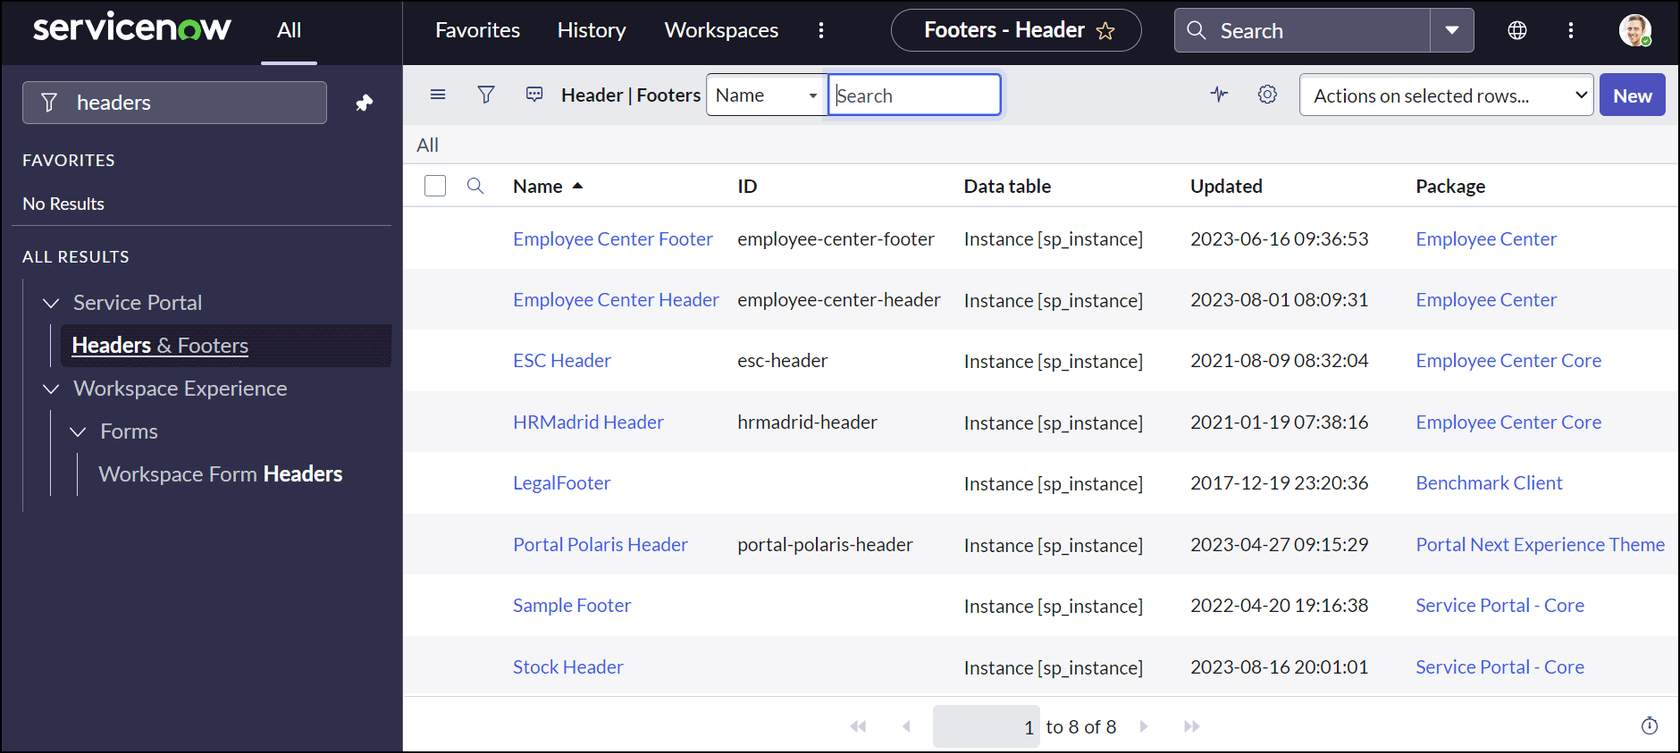 servicenow All Favorites History Workspaces Footers - Header Search
headers
FAVORITES
No Results
ALL RESULTS
Service Portal
Headers & Footers
Workspace Experience
Forms
Workspace Form Headers
Header | Footers Name Search Actions on selected rows... New
All
Name ID Data table Updated Package
Employee Center Footer employee-center-footer Instance [sp_instance] 2023-06-16 09:36:53 Employee Center
Employee Center Header employee-center-header Instance [sp_instance] 2023-08-01 08:09:31 Employee Center
ESC Header esc-header Instance [sp_instance] 2021-08-09 08:32:04 Employee Center Core
HRMadrid Header hrmadrid-header Instance [sp_instance] 2021-01-19 07:38:16 Employee Center Core
LegalFooter Instance [sp_instance] 2017-12-19 23:20:36 Benchmark Client
Portal Polaris Header portal-polaris-header Instance [sp_instance] 2023-04-27 09:15:29 Portal Next Experience Theme
Sample Footer Instance [sp_instance] 2022-04-20 19:16:38 Service Portal - Core
Stock Header Instance [sp_instance] 2023-08-16 20:01:01 Service Portal - Core
1 to 8 of 8